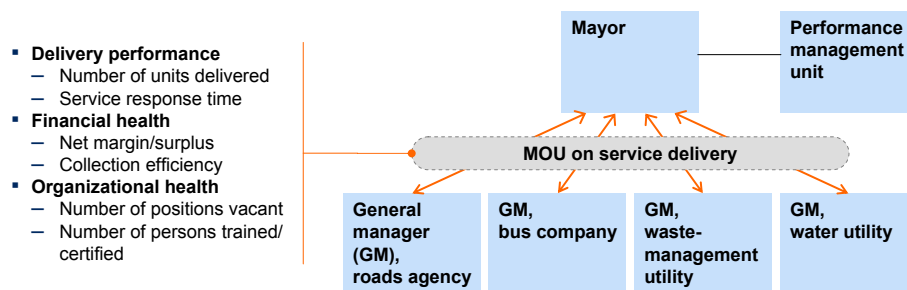 ▪ Delivery performance
– Number of units delivered
– Service response time
▪ Financial health
– Net margin/surplus
– Collection efficiency
▪ Organizational health
– Number of positions vacant
– Number of persons trained/
certified
Mayor
Performance
management
unit
MOU on service delivery
General
manager
(GM),
roads agency
GM,
bus company
GM,
waste-
management
utility
GM,
water utility